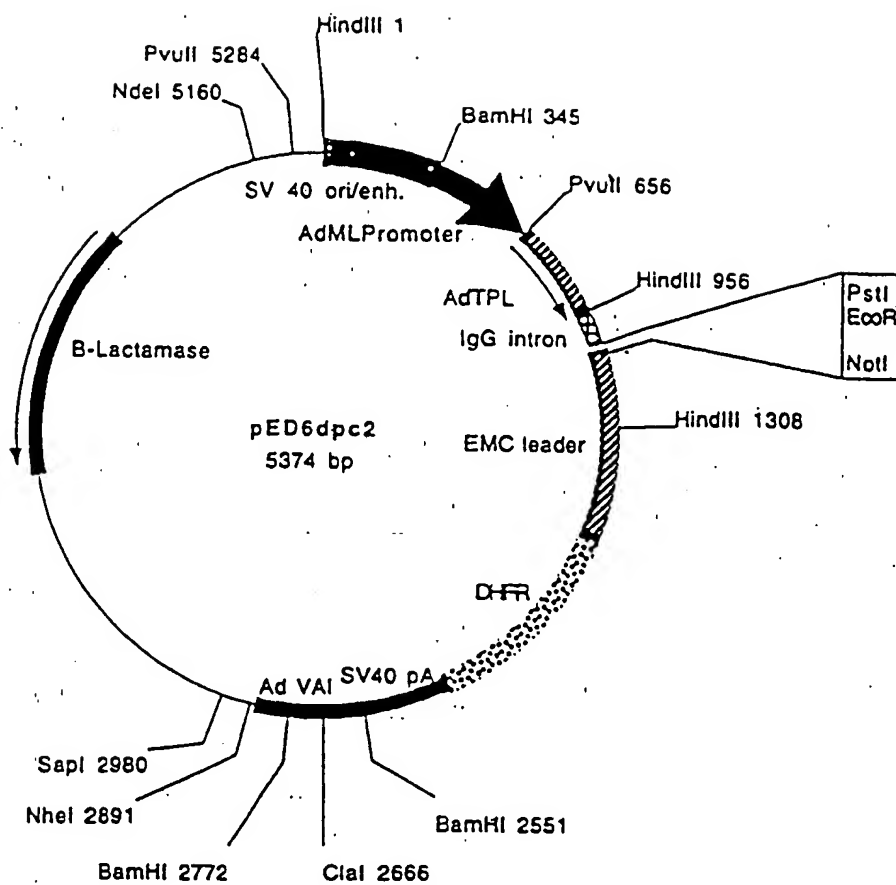 HindIII 1
PvuII 5284
NdeI 5160
BamHI 345
SV 40 ori/enh.
PvuII 656
AdMLPromoter
HindIII 956
AdTPL
PstI
EcoR
IgG intron
B-Lactamase
NotI
HindIII 1308
pED6dpc2
EMC leader
5374 bp
DHFR
SV40 pA
Ad VAI
SapI 2980
NheI 2891
BamHI 2551
BamHI 2772
ClaI 2666